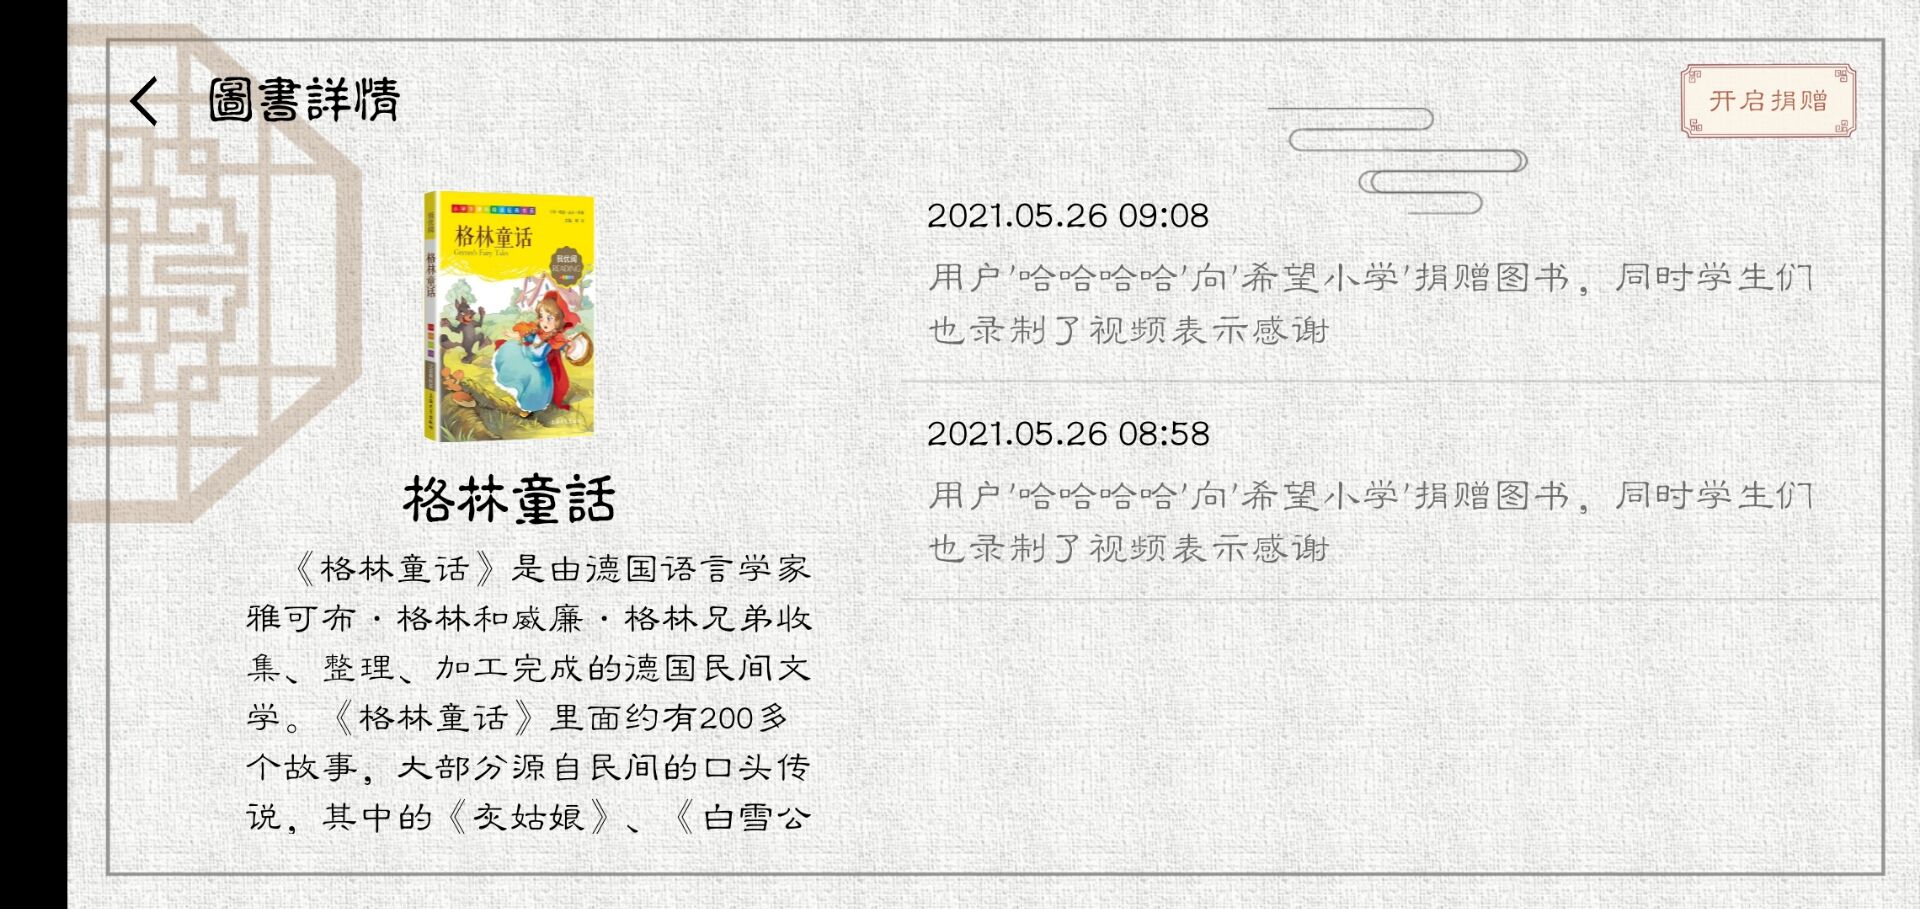 圖書詳情
开启捐赠
格林童话
Grimm's Fairy Tales
我优阅
READING
格林童话
格林童話
《格林童话》是由德国语言学家
雅可布·格林和威廉·格林兄弟收
集、整理、加工完成的德国民间文
学。《格林童话》里面约有200多
个故事，大部分源自民间的口头传
说，其中的《灰姑娘》、《白雪公
2021.05.26 09:08
用户'哈哈哈哈'向'希望小学'捐赠图书，同时学生们
也录制了视频表示感谢
2021.05.26 08:58
用户'哈哈哈哈'向'希望小学'捐赠图书，同时学生们
也录制了视频表示感谢